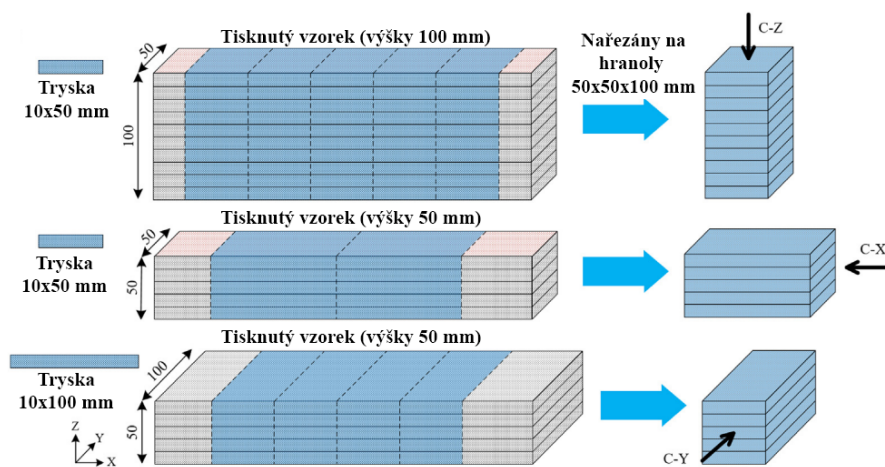 Tisknutý vzorek (výšky 100 mm)
50
Tryska
10x50 mm
100
Nařezány na
hranoly
50x50x100 mm
C-Z
Tisknutý vzorek (výšky 50 mm)
50
Tryska
10x50 mm
50
C-X
Tisknutý vzorek (výšky 50 mm)
100
Tryska
10x100 mm
50
Z
Y
X
C-Y